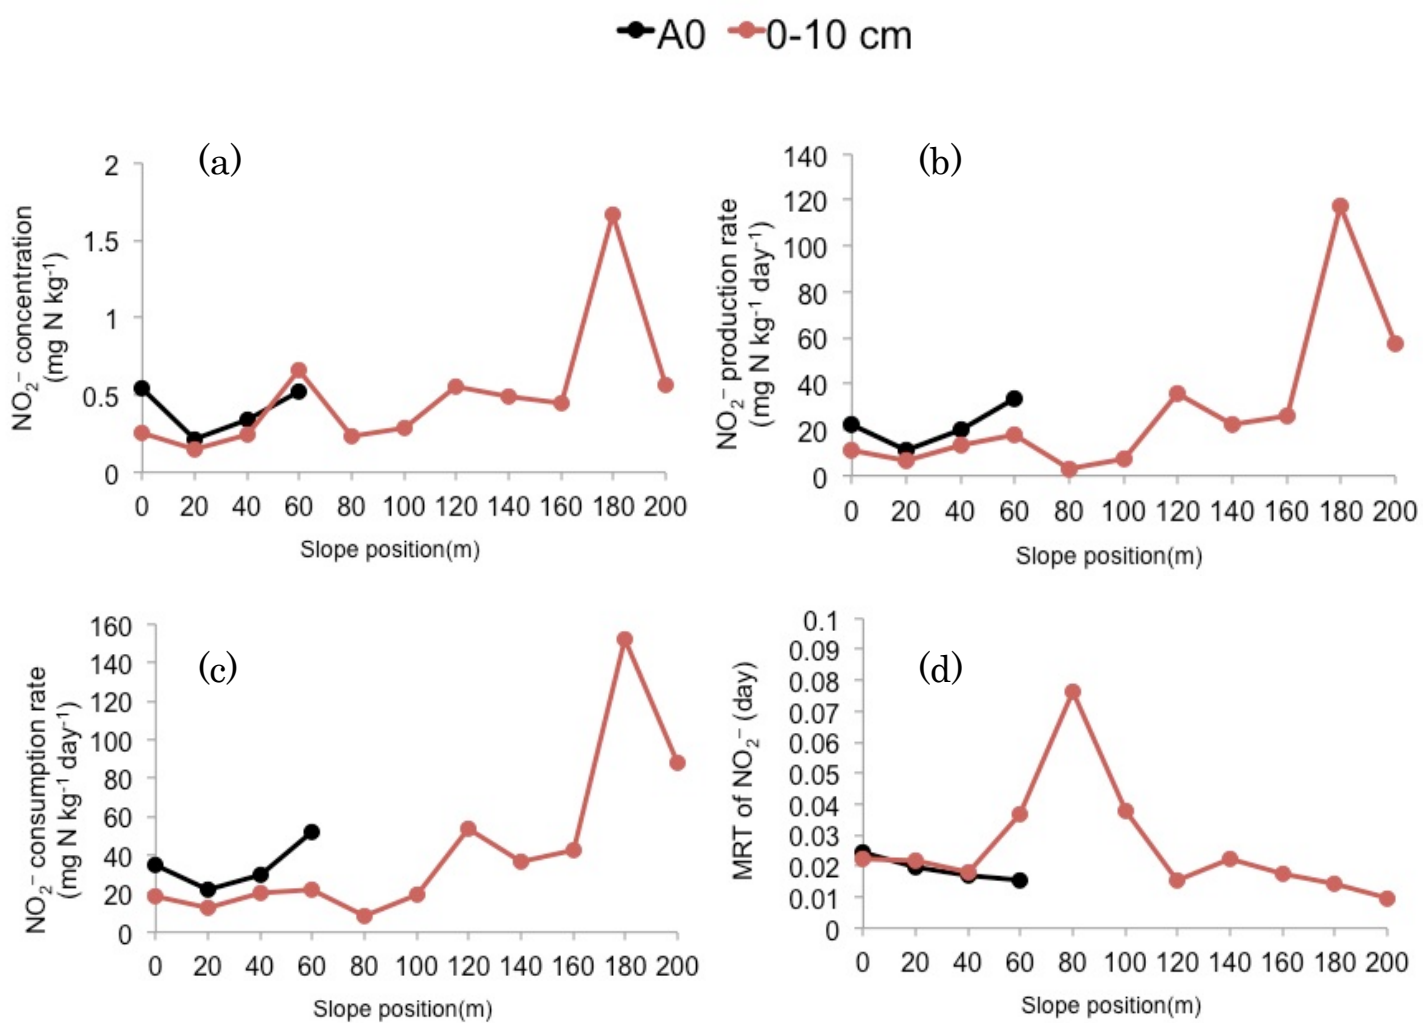 A0 0-10 cm
(a)
NO₂⁻ concentration
(mg N kg⁻¹)
2
1.5
1
0.5
0
0 20 40 60 80 100 120 140 160 180 200
Slope position(m)
(b)
NO₂⁻ production rate
(mg N kg⁻¹ day⁻¹)
140
120
100
80
60
40
20
0
0 20 40 60 80 100 120 140 160 180 200
Slope position(m)
(c)
NO₂⁻ consumption rate
(mg N kg⁻¹ day⁻¹)
160
140
120
100
80
60
40
20
0
0 20 40 60 80 100 120 140 160 180 200
Slope position(m)
(d)
MRT of NO₂⁻ (day)
0.1
0.09
0.08
0.07
0.06
0.05
0.04
0.03
0.02
0.01
0
0 20 40 60 80 100 120 140 160 180 200
Slope position(m)